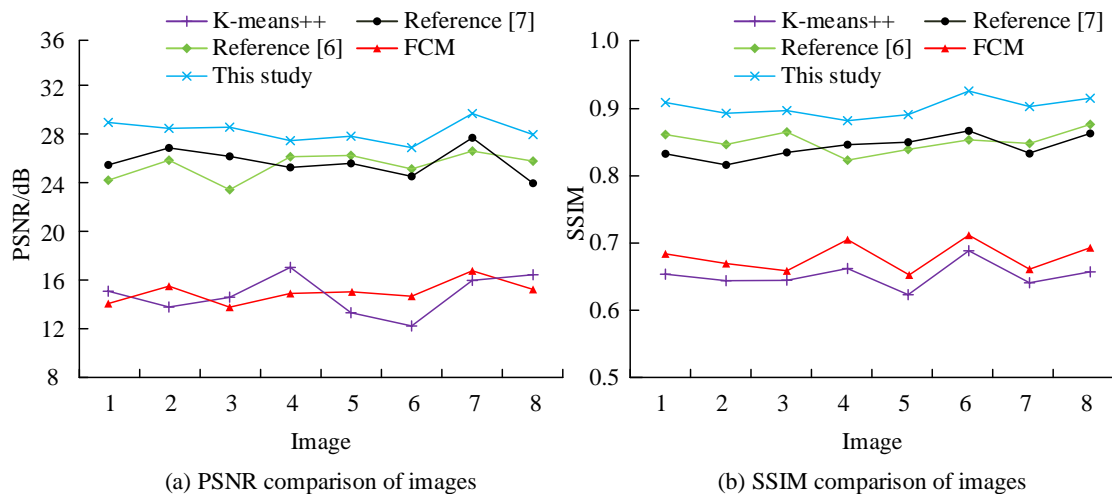 K-means++
Reference [7]
Reference [6]
FCM
This study
36
32
28
24
20
16
12
8
PSNR/dB
1 2 3 4 5 6 7 8
Image
(a) PSNR comparison of images
K-means++
Reference [7]
Reference [6]
FCM
This study
1.0
0.9
0.8
0.7
0.6
0.5
SSIM
1 2 3 4 5 6 7 8
Image
(b) SSIM comparison of images